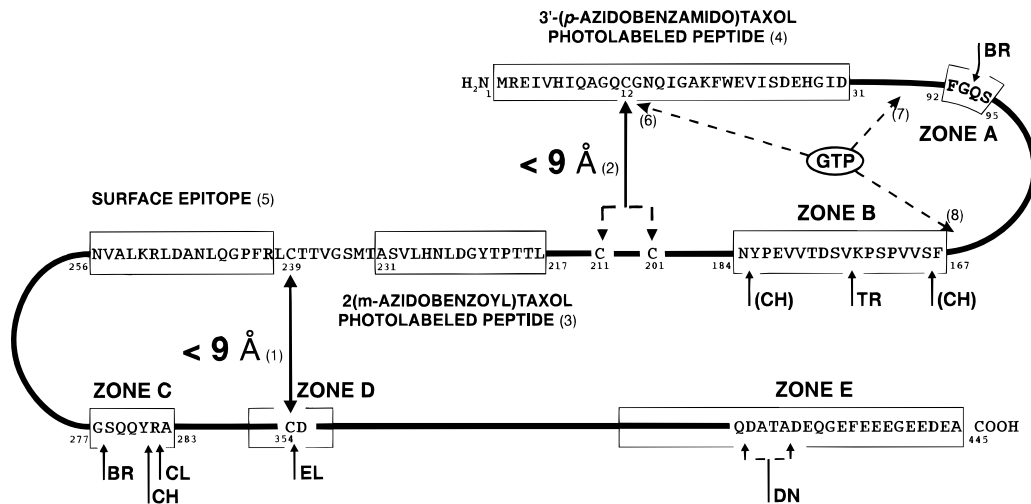 3'-(p-AZIDOBENZAMIDO)TAXOL
PHOTOLABELED PEPTIDE (4)
BR
H2N MREIVHIQAGQCGNQIGAKFWEVISDEHGID FGQS
1 12 31 92 95
(6) (7) ZONE A
< 9 Å (2) GTP
SURFACE EPITOPE (5) ZONE B (8)
NVALKRLDANLQGPFRLCTTVGSMTASVLHNLDGYTPTTL C C NYPEVVTDSVKPSPVVSF
256 239 231 217 211 201 184 167
(CH) TR (CH)
2(m-AZIDOBENZOYL)TAXOL
PHOTOLABELED PEPTIDE (3)
< 9 Å (1)
ZONE C ZONE D ZONE E
GSQQYRA CD QDATADEQGEFEEEGEEDEA COOH
277 283 354 445
BR CL EL
CH DN